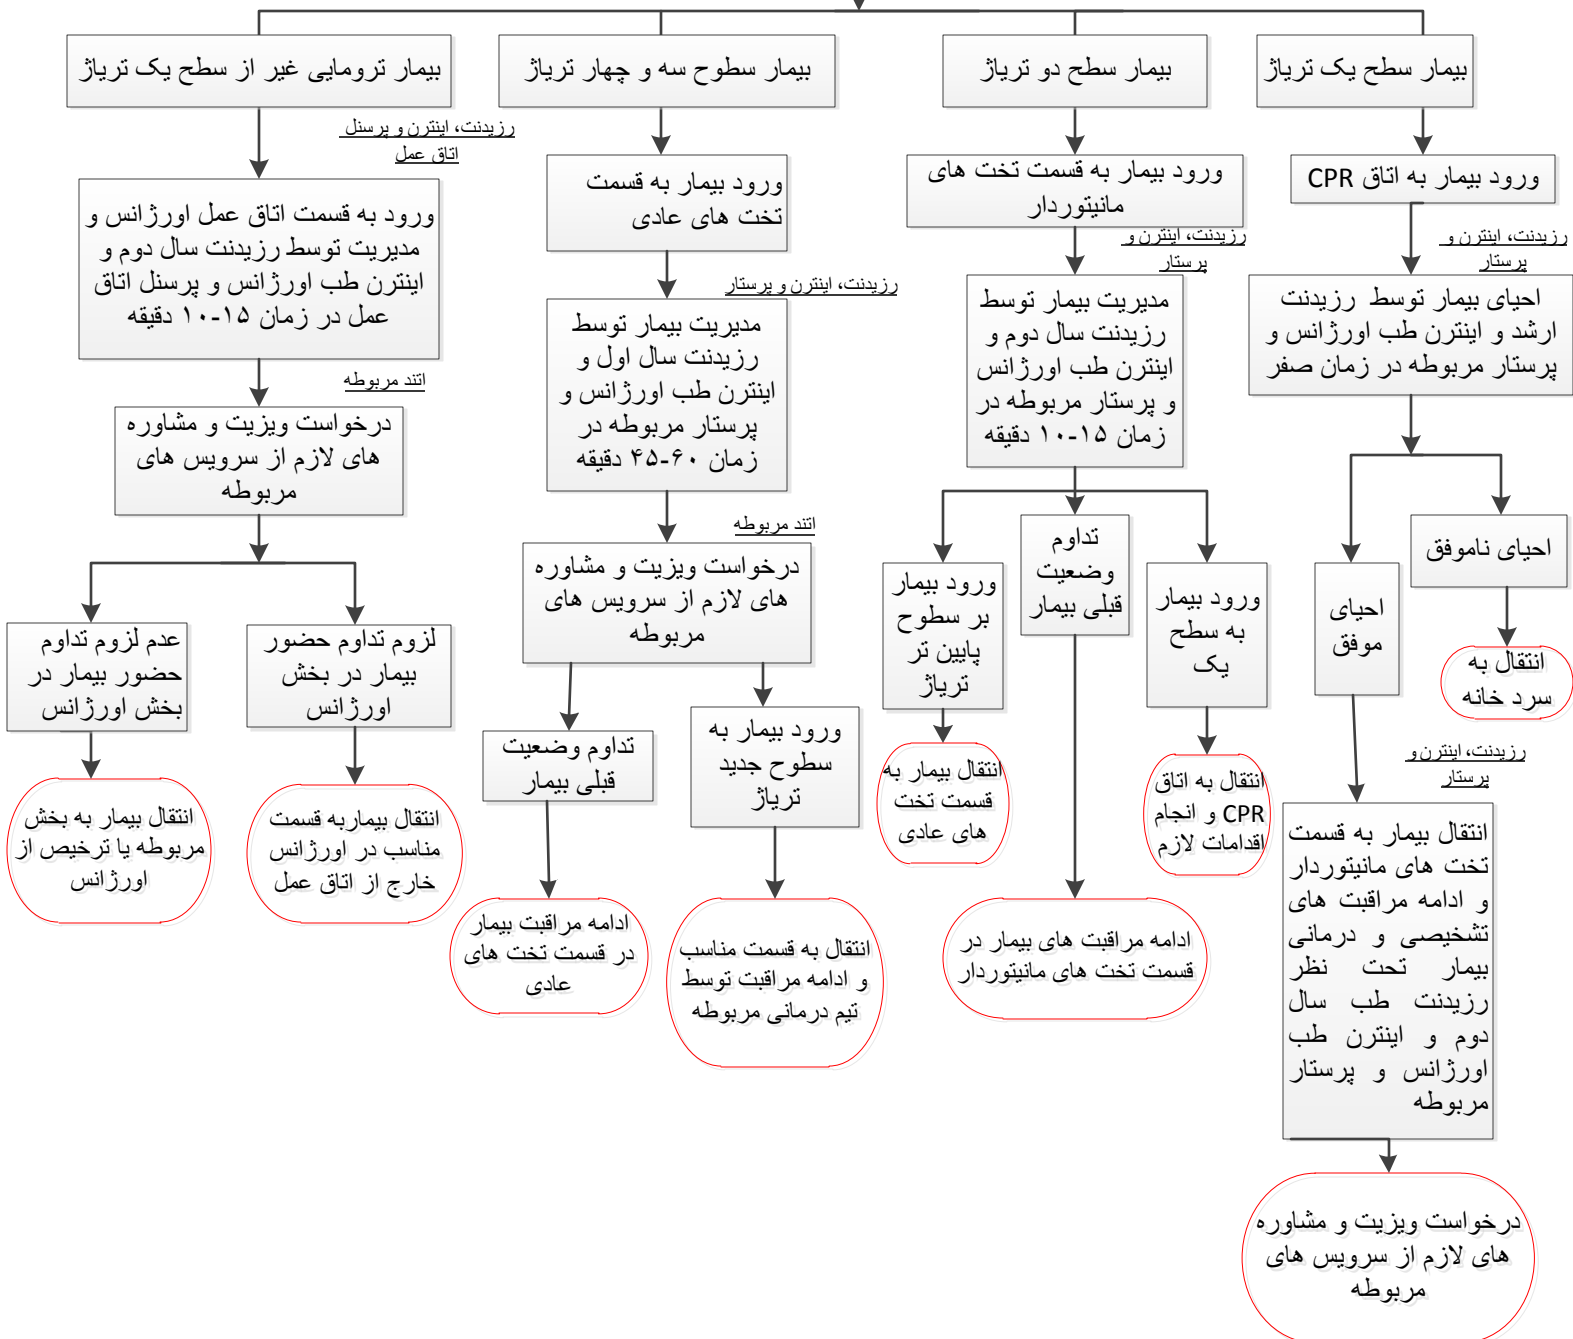 بیمار سطح یک تریاژ
بیمار سطح دو تریاژ
بیمار سطوح سه و چهار تریاژ
بیمار ترومایی غیر از سطح یک تریاژ
ورود بیمار به اتاق CPR
رزیدنت، اینترن و
پرستار
احیای بیمار توسط رزیدنت
ارشد و اینترن طب اورژانس و
پرستار مربوطه در زمان صفر
احیای ناموفق
انتقال به
سرد خانه
احیای
موفق
رزیدنت، اینترن و
پرستار
انتقال بیمار به قسمت
تخت های مانیتوردار
و ادامه مراقبت های
تشخیصی و درمانی
بیمار تحت نظر
رزیدنت طب سال
دوم و اینترن طب
اورژانس و پرستار
مربوطه
درخواست ویزیت و مشاوره
های لازم از سرویس های
مربوطه
ورود بیمار به قسمت تخت های
مانیتوردار
رزیدنت، اینترن و
پرستار
مدیریت بیمار توسط
رزیدنت سال دوم و
اینترن طب اورژانس
و پرستار مربوطه در
زمان ۱۵-۱۰ دقیقه
ورود بیمار
به سطح
یک
انتقال به اتاق
CPR و انجام
اقدامات لازم
تداوم
وضعیت
قبلی بیمار
ادامه مراقبت های بیمار در
قسمت تخت های مانیتوردار
ورود بیمار
بر سطوح
پایین تر
تریاژ
انتقال بیمار به
قسمت تخت
های عادی
ورود بیمار به قسمت
تخت های عادی
رزیدنت، اینترن و پرستار
مدیریت بیمار توسط
رزیدنت سال اول و
اینترن طب اورژانس و
پرستار مربوطه در
زمان ۶۰-۴۵ دقیقه
اتند مربوطه
درخواست ویزیت و مشاوره
های لازم از سرویس های
مربوطه
ورود بیمار به
سطوح جدید
تریاژ
انتقال به قسمت مناسب
و ادامه مراقبت توسط
تیم درمانی مربوطه
تداوم وضعیت
قبلی بیمار
ادامه مراقبت بیمار
در قسمت تخت های
عادی
رزیدنت، اینترن و پرسنل
اتاق عمل
ورود به قسمت اتاق عمل اورژانس و
مدیریت توسط رزیدنت سال دوم و
اینترن طب اورژانس و پرسنل اتاق
عمل در زمان ۱۵-۱۰ دقیقه
اتند مربوطه
درخواست ویزیت و مشاوره
های لازم از سرویس های
مربوطه
لزوم تداوم حضور
بیمار در بخش
اورژانس
انتقال بیماربه قسمت
مناسب در اورژانس
خارج از اتاق عمل
عدم لزوم تداوم
حضور بیمار در
بخش اورژانس
انتقال بیمار به بخش
مربوطه یا ترخیص از
اورژانس